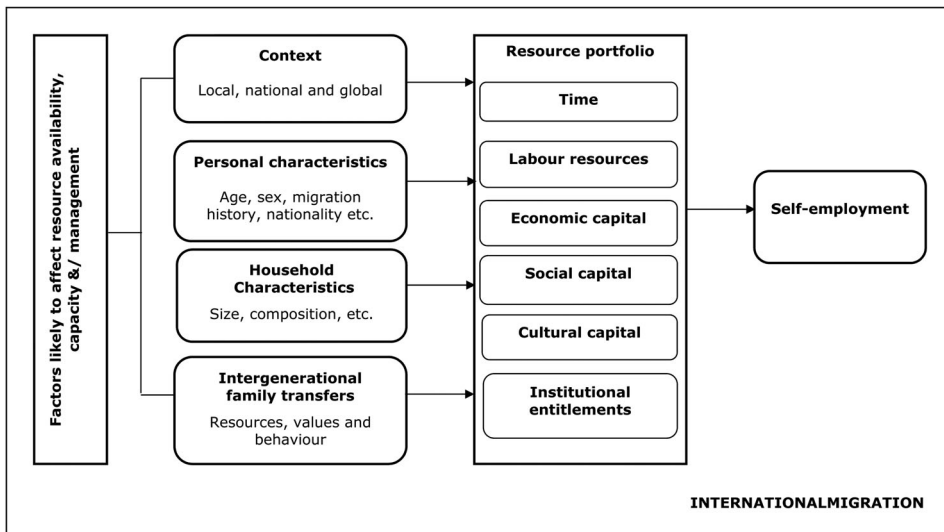 Factors likely to affect resource availability,
capacity &/ management
Context
Local, national and global
Personal characteristics
Age, sex, migration
history, nationality etc.
Household
Characteristics
Size, composition, etc.
Intergenerational
family transfers
Resources, values and
behaviour
Resource portfolio
Time
Labour resources
Economic capital
Social capital
Cultural capital
Institutional
entitlements
Self-employment
INTERNATIONALMIGRATION